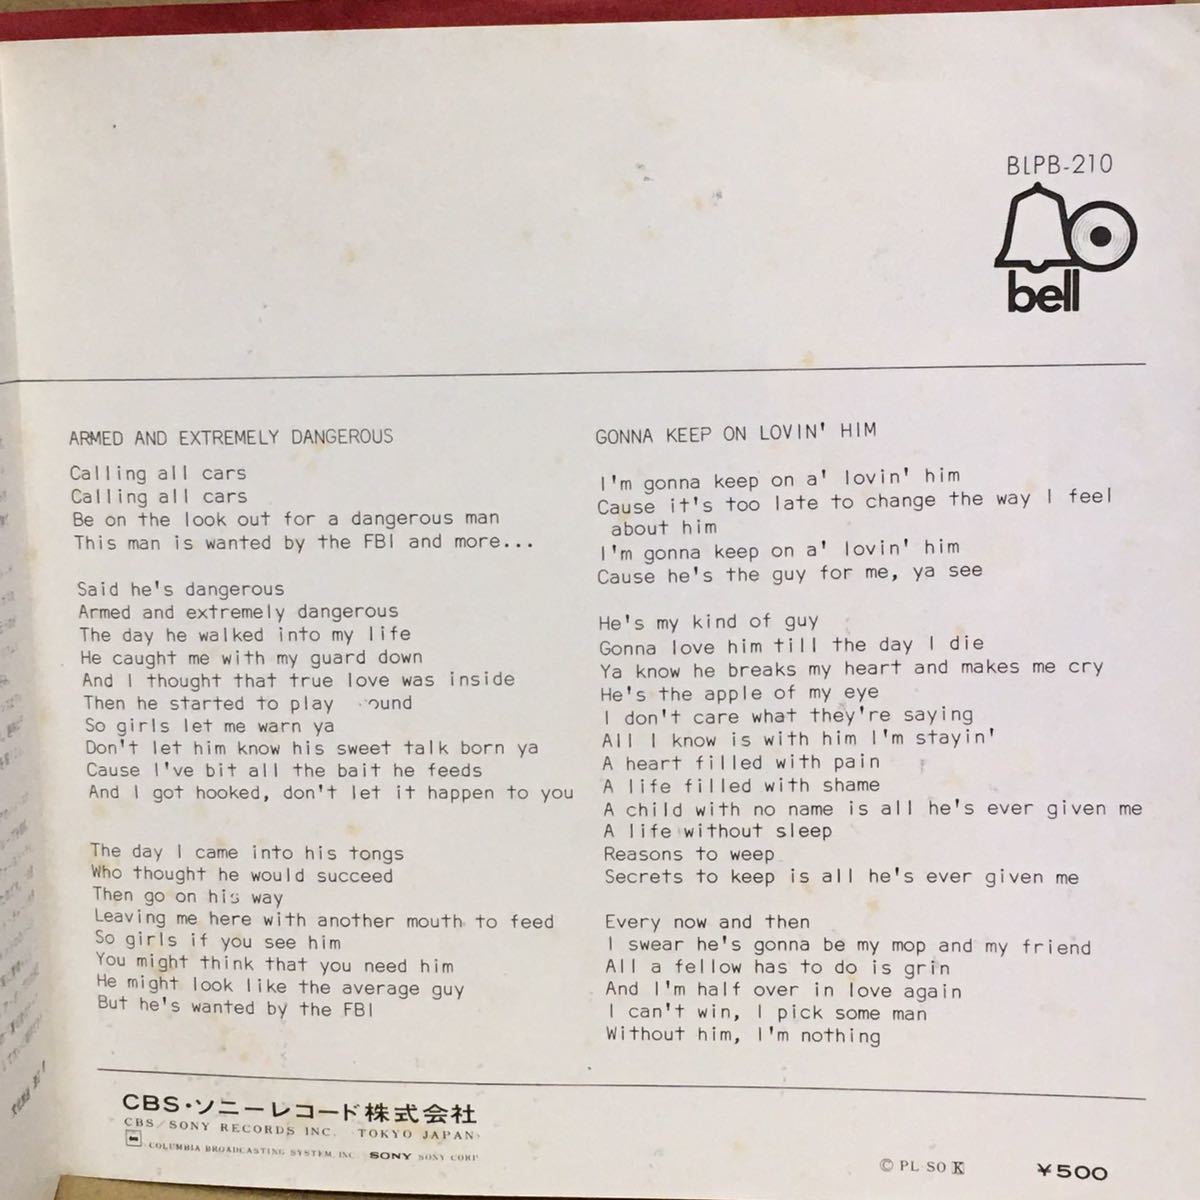 BLPB-210
bell
ARMED AND EXTREMELY DANGEROUS
Calling all cars
Calling all cars
Be on the look out for a dangerous man
This man is wanted by the FBI and more...
Said he's dangerous
Armed and extremely dangerous
The day he walked into my life
He caught me with my guard down
And I thought that true love was inside
Then he started to play ound
So girls let me warn ya
Don't let him know his sweet talk born ya
Cause I've bit all the bait he feeds
And I got hooked, don't let it happen to you
The day I came into his tongs
Who thought he would succeed
Then go on his way
Leaving me here with another mouth to feed
So girls if you see him
You might think that you need him
He might look like the average guy
But he's wanted by the FBI
GONNA KEEP ON LOVIN' HIM
I'm gonna keep on a' lovin' him
Cause it's too late to change the way I feel
about him
I'm gonna keep on a' lovin' him
Cause he's the guy for me, ya see
He's my kind of guy
Gonna love him till the day I die
Ya know he breaks my heart and makes me cry
He's the apple of my eye
I don't care what they're saying
All I know is with him I'm stayin'
A heart filled with pain
A life filled with shame
A child with no name is all he's ever given me
A life without sleep
Reasons to weep
Secrets to keep is all he's ever given me
Every now and then
I swear he's gonna be my mop and my friend
All a fellow has to do is grin
And I'm half over in love again
I can't win, I pick some man
Without him, I'm nothing
CBS・ソニーレコード株式会社
CBS/SONY RECORDS INC. TOKYO JAPAN
COLUMBIA BROADCASTING SYSTEM, INC. SONY SONY CORP.
© PL SO K ¥500